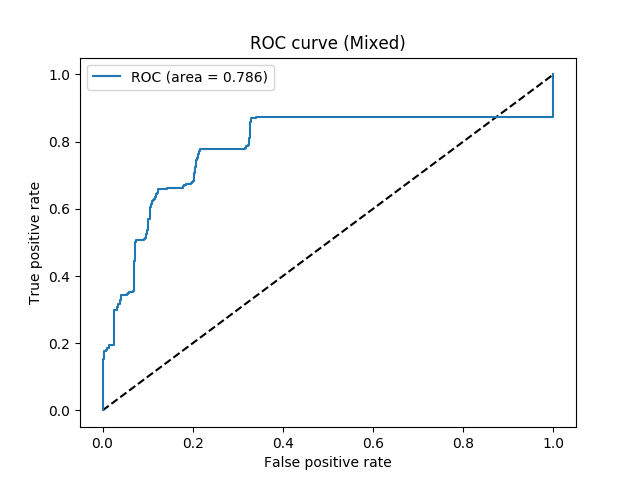 ROC curve (Mixed)
ROC (area = 0.786)
1.0
0.8
0.6
0.4
0.2
0.0
True positive rate
0.0 0.2 0.4 0.6 0.8 1.0
False positive rate